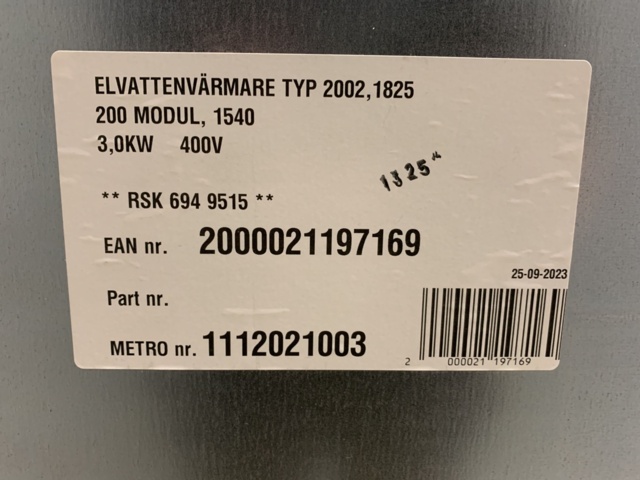 ELVATTENVÄRMARE TYP 2002,1825
200 MODUL, 1540
3,0KW 400V
1325
** RSK 694 9515 **
EAN nr. 2000021197169
25-09-2023
Part nr.
METRO nr. 1112021003
2 000021 197169